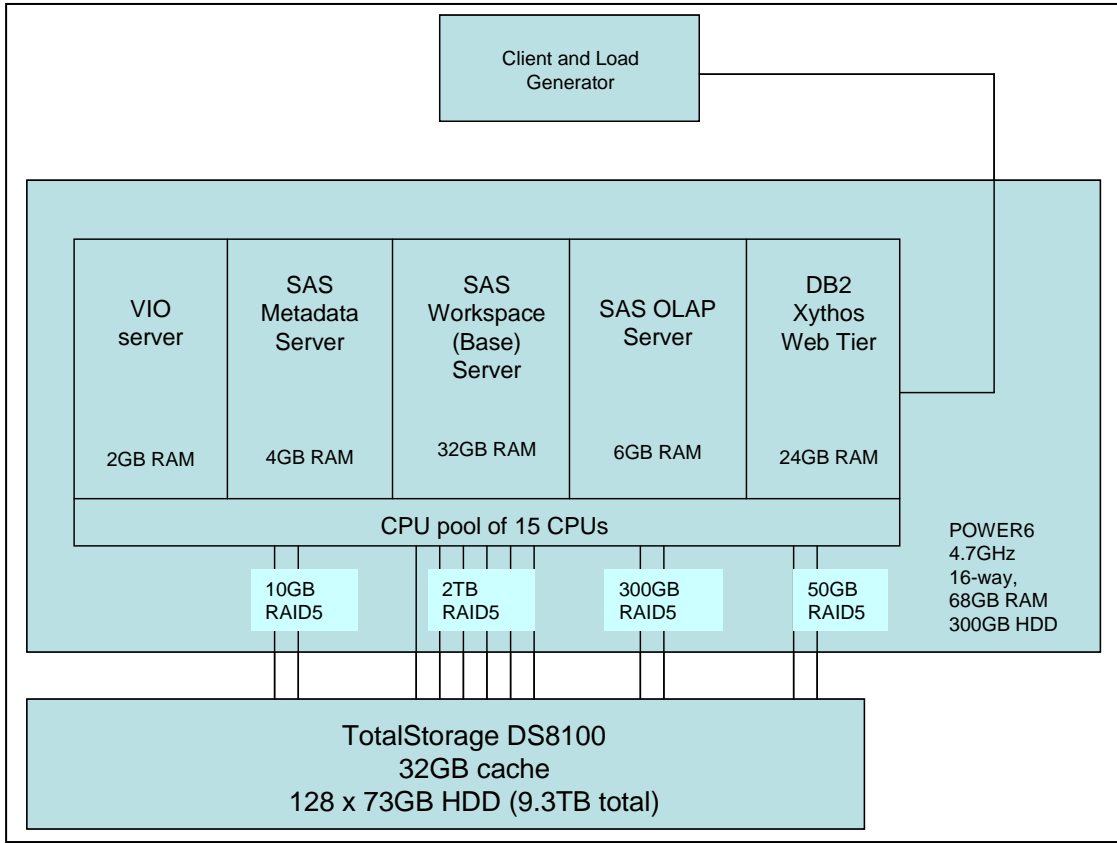 Client and Load
Generator
VIO
server
2GB RAM
SAS
Metadata
Server
4GB RAM
SAS
Workspace
(Base)
Server
32GB RAM
SAS OLAP
Server
6GB RAM
DB2
Xythos
Web Tier
24GB RAM
CPU pool of 15 CPUs
10GB
RAID5
2TB
RAID5
300GB
RAID5
50GB
RAID5
POWER6
4.7GHz
16-way,
68GB RAM
300GB HDD
TotalStorage DS8100
32GB cache
128 x 73GB HDD (9.3TB total)